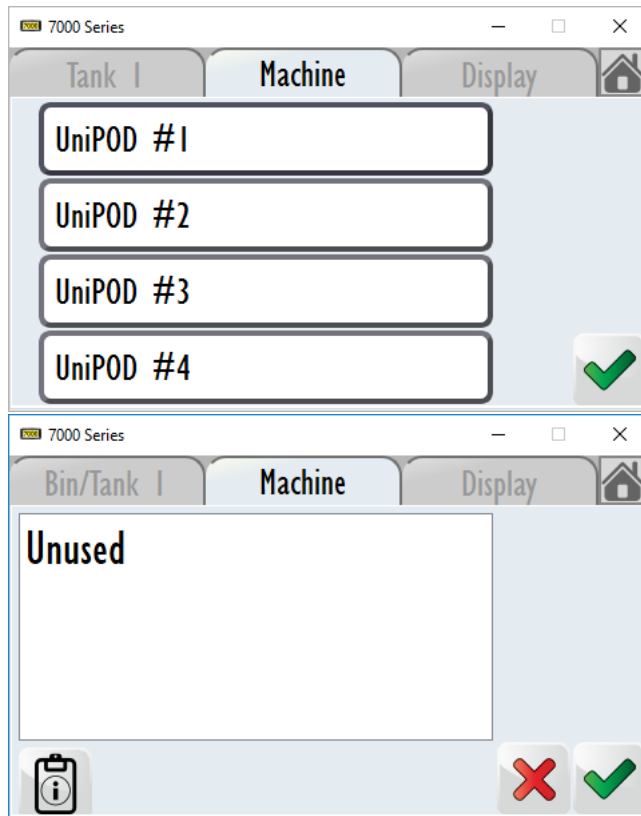 7000 Series
Tank 1 Machine Display
UniPOD #1
UniPOD #2
UniPOD #3
UniPOD #4
7000 Series
Bin/Tank 1 Machine Display
Unused